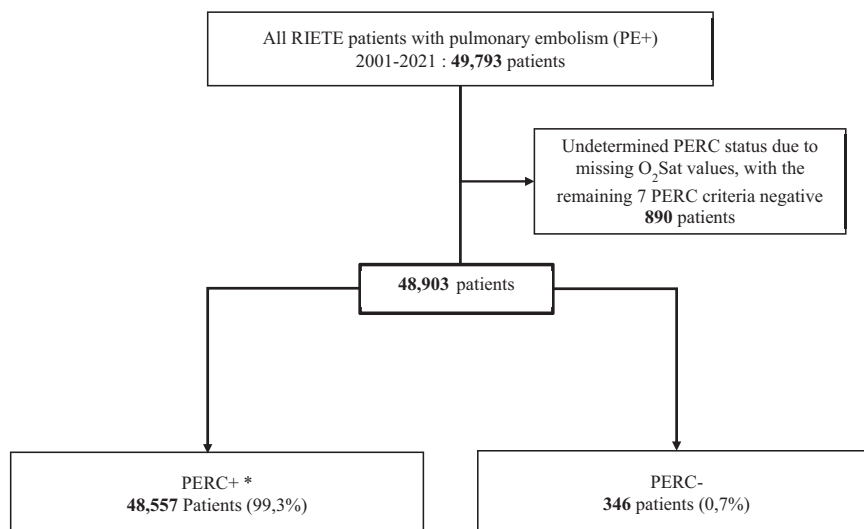 All RIETE patients with pulmonary embolism (PE+)
2001-2021 : 49,793 patients
Undetermined PERC status due to
missing O₂Sat values, with the
remaining 7 PERC criteria negative
890 patients
48,903 patients
PERC+ *
48,557 Patients (99,3%)
PERC-
346 patients (0,7%)